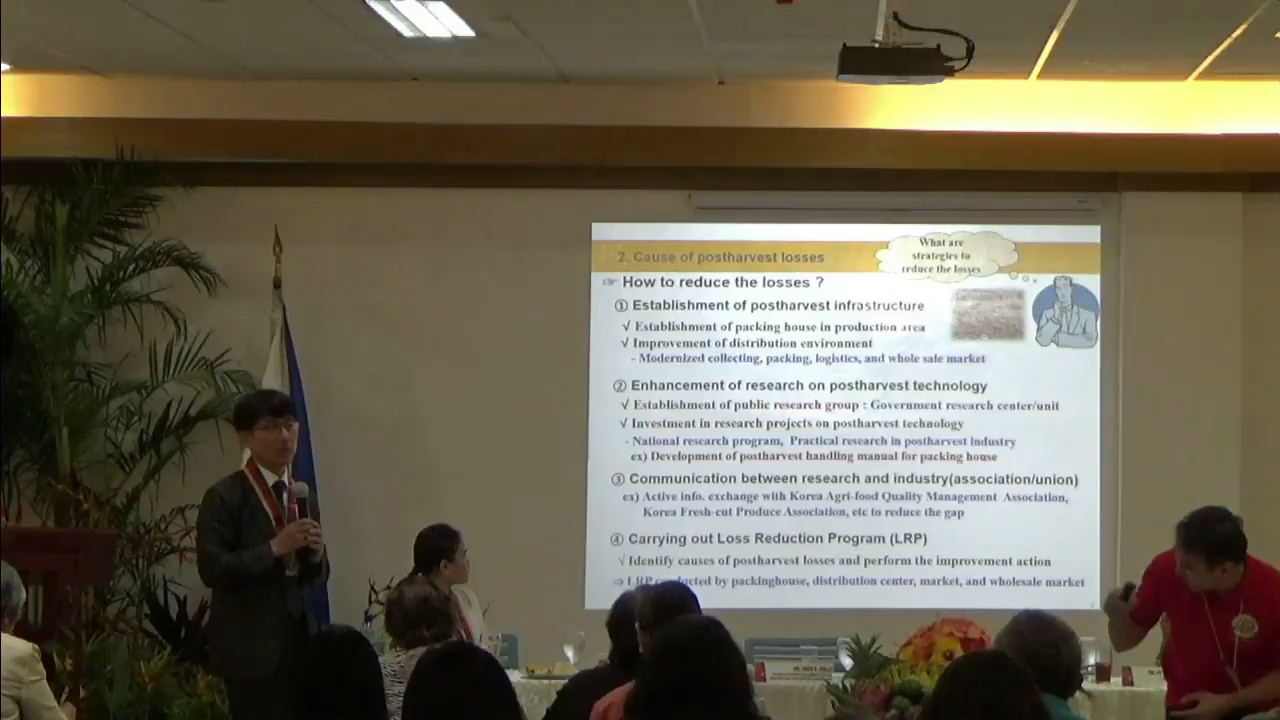 2. Cause of postharvest losses
What are
strategies to
reduce the losses
☞ How to reduce the losses ?
① Establishment of postharvest infrastructure
√ Establishment of packing house in production area
√ Improvement of distribution environment
- Modernized collecting, packing, logistics, and whole sale market
② Enhancement of research on postharvest technology
√ Establishment of public research group : Government research center/unit
√ Investment in research projects on postharvest technology
- National research program, Practical research in postharvest industry
ex) Development of postharvest handling manual for packing house
③ Communication between research and industry(association/union)
ex) Active info. exchange with Korea Agri-food Quality Management Association,
Korea Fresh-cut Produce Association, etc to reduce the gap
④ Carrying out Loss Reduction Program (LRP)
√ Identify causes of postharvest losses and perform the improvement action
⇒ LRP conducted by packinghouse, distribution center, market, and wholesale market